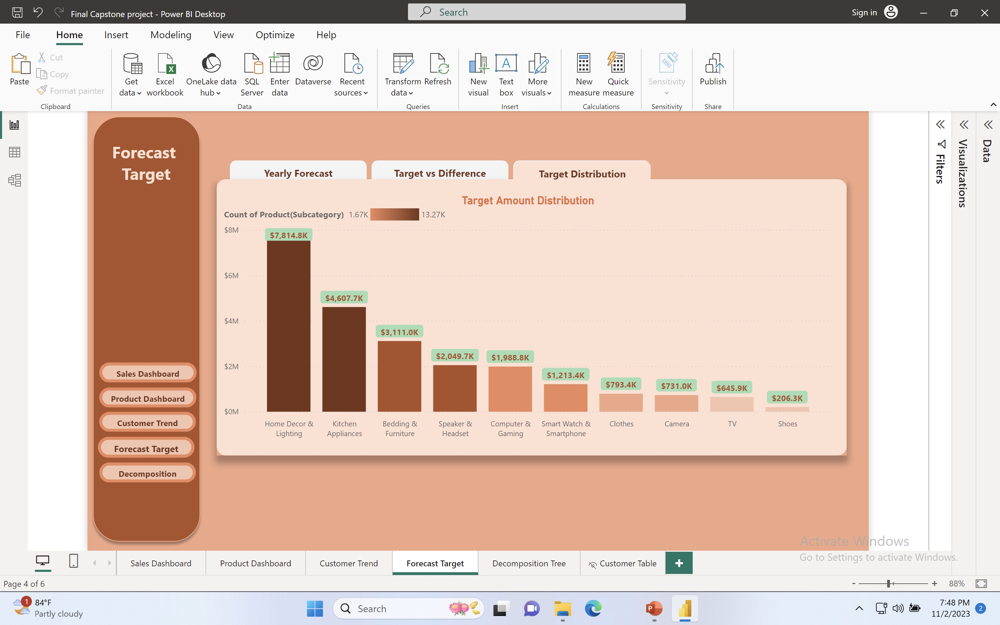 Final Capstone project - Power BI Desktop
Search
Sign in
File Home Insert Modeling View Optimize Help
Paste
Cut
Copy
Format painter
Clipboard
Get data
Excel workbook
OneLake data hub
SQL Server
Enter data
Dataverse
Recent sources
Data
Transform data
Refresh
Queries
New visual
Text box
More visuals
Insert
New measure
Quick measure
Calculations
Sensitivity
Sensitivity
Publish
Share
Forecast
Target
Sales Dashboard
Product Dashboard
Customer Trend
Forecast Target
Decomposition
Yearly Forecast
Target vs Difference
Target Distribution
Target Amount Distribution
Count of Product(Subcategory) 1.67K 13.27K
$8M
$6M
$4M
$2M
$0M
$7,814.8K
$4,607.7K
$3,111.0K
$2,049.7K
$1,988.8K
$1,213.4K
$793.4K
$731.0K
$645.9K
$206.3K
Home Decor &
Lighting
Kitchen
Appliances
Bedding &
Furniture
Speaker &
Headset
Computer &
Gaming
Smart Watch &
Smartphone
Clothes
Camera
TV
Shoes
Filters
Visualizations
Data
Activate Windows
Go to Settings to activate Windows.
Sales Dashboard
Product Dashboard
Customer Trend
Forecast Target
Decomposition Tree
Customer Table
+
Page 4 of 6
- + 88%
1
84°F
Partly cloudy
Search
P
7:48 PM
11/2/2023
2